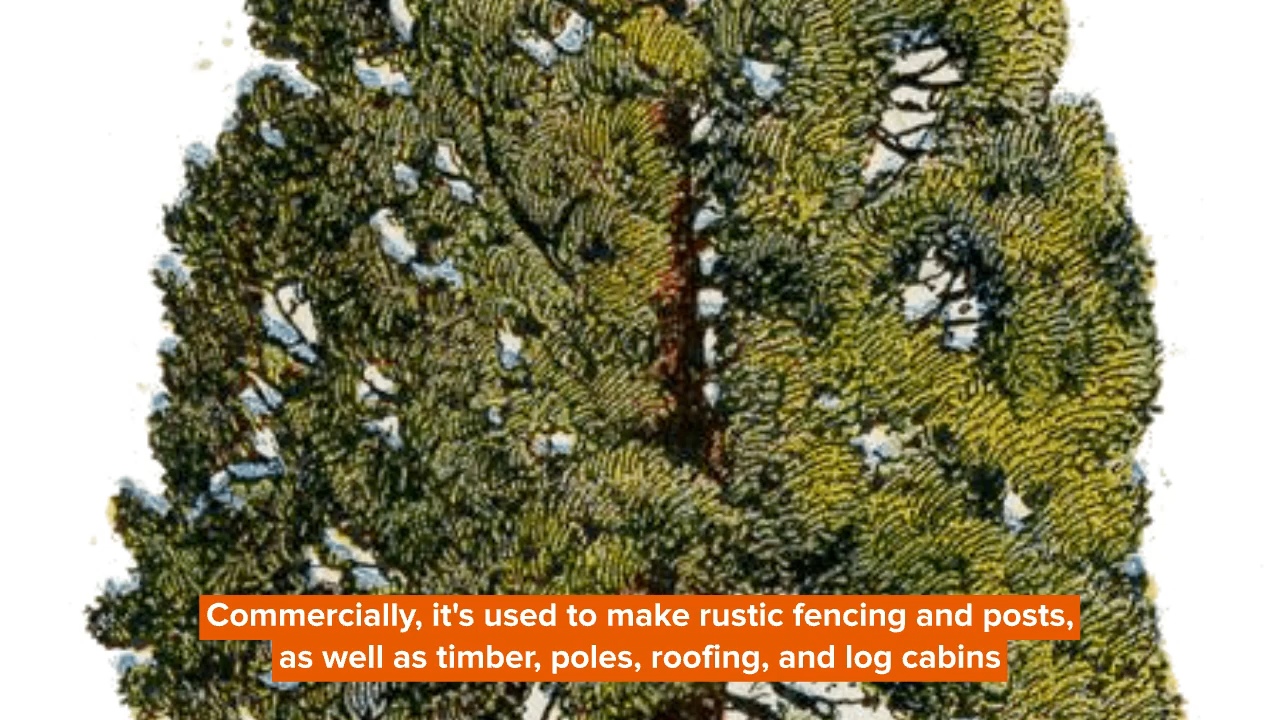 Commercially, it's used to make rustic fencing and posts,
as well as timber, poles, roofing, and log cabins